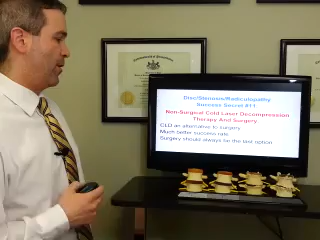 Disc/Stenosis/Radiculopathy
Success Secret #11
Non-Surgical Cold Laser Decompression
Therapy And Surgery
CLD an alternative to surgery
Much better success rate
Surgery should always be the last option